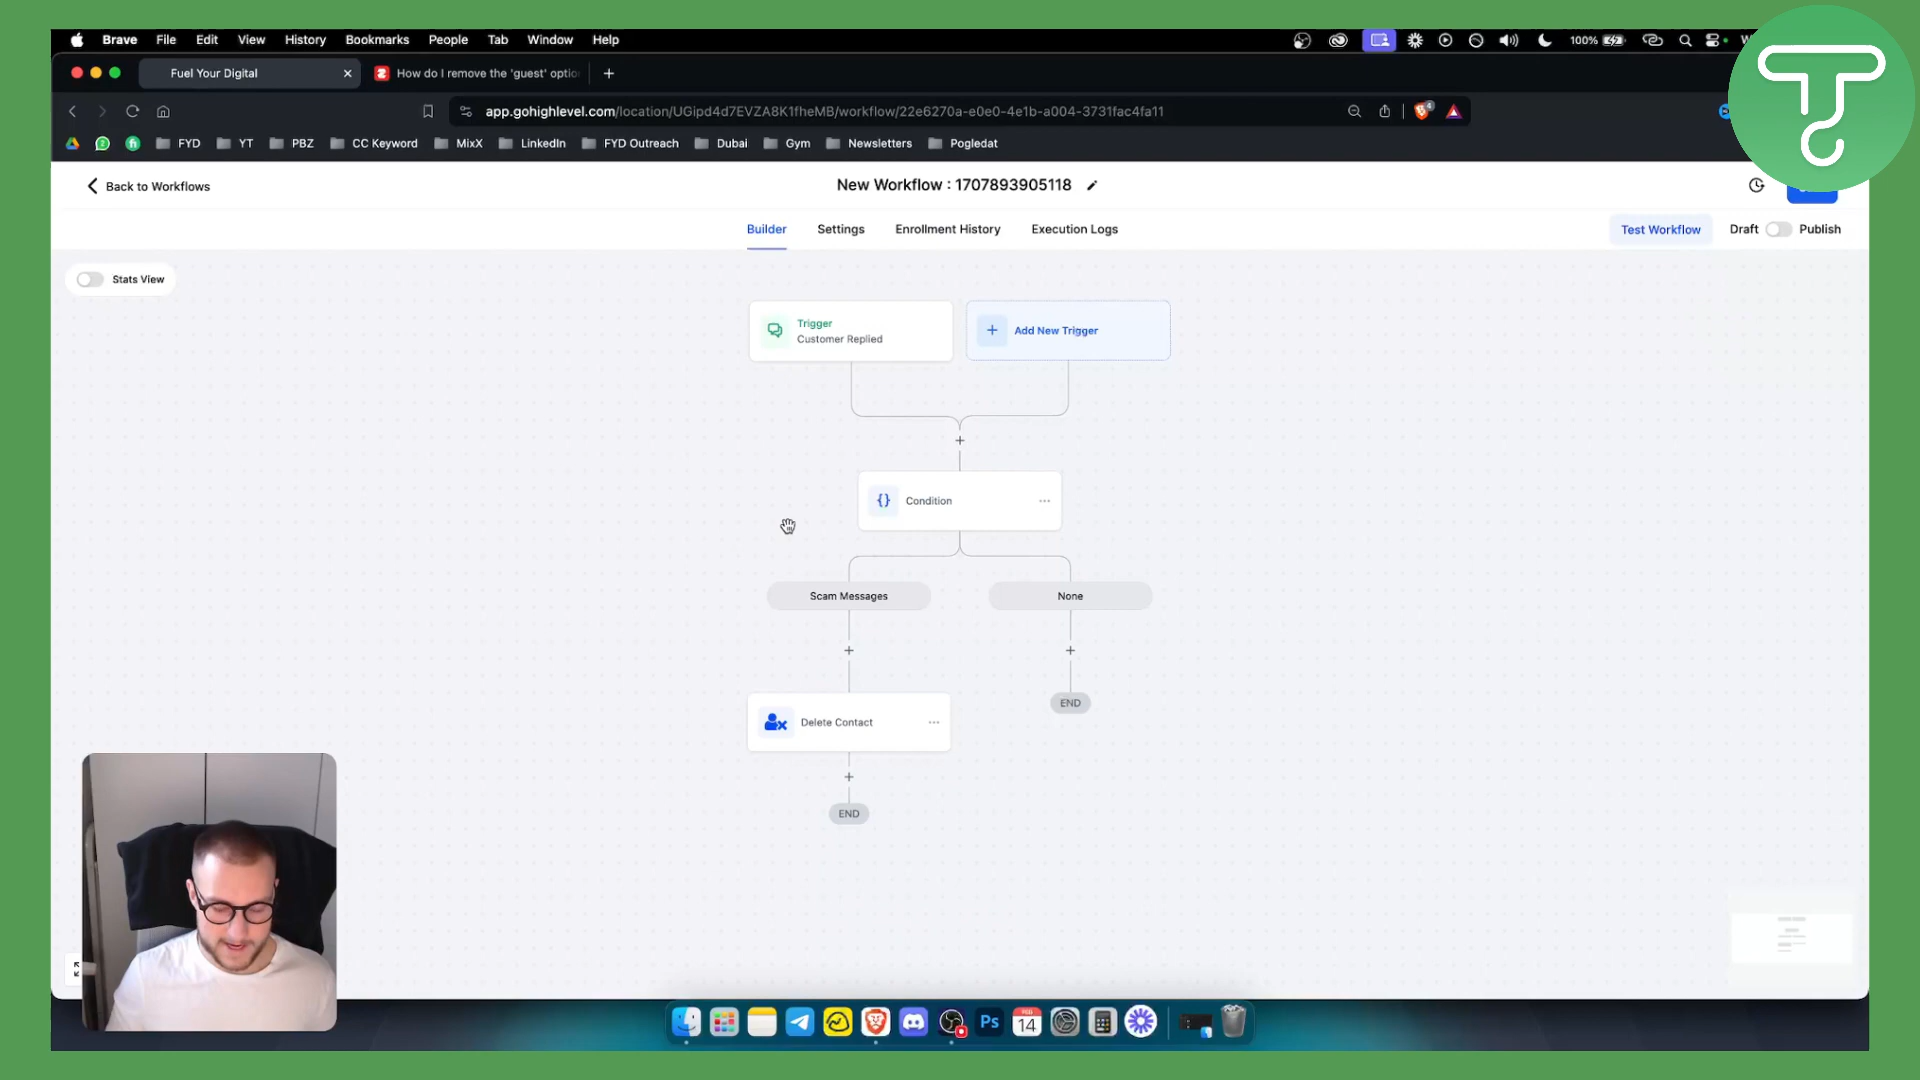 Brave File Edit View History Bookmarks People Tab Window Help
100%
Fuel Your Digital
How do I remove the 'guest' optio
app.gohighlevel.com/location/UGipd4d7EVZA8K1fheMB/workflow/22e6270a-e0e0-4e1b-a004-3731fac4fa11
4
FYD YT PBZ CC Keyword MixX LinkedIn FYD Outreach Dubai Gym Newsletters Pogledat
Back to Workflows
New Workflow : 1707893905118
Builder Settings Enrollment History Execution Logs
Test Workflow Draft Publish
Stats View
Trigger
Customer Replied
Add New Trigger
Condition
Scam Messages
None
Delete Contact
END
END
Ps
14